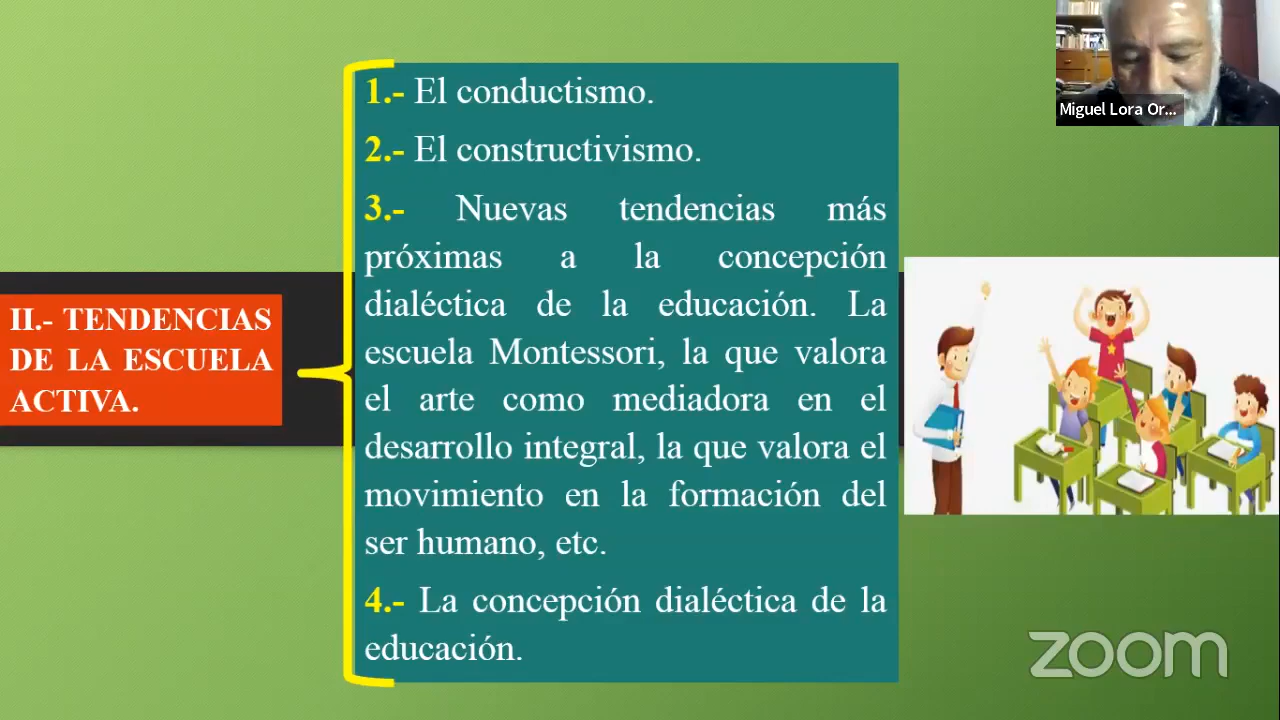 Miguel Lora Or...
1.- El conductismo.
2.- El constructivismo.
3.- Nuevas tendencias más
próximas a la concepción
dialéctica de la educación. La
escuela Montessori, la que valora
el arte como mediadora en el
desarrollo integral, la que valora el
movimiento en la formación del
ser humano, etc.
4.- La concepción dialéctica de la
educación.
II.- TENDENCIAS
DE LA ESCUELA
ACTIVA.
zoom